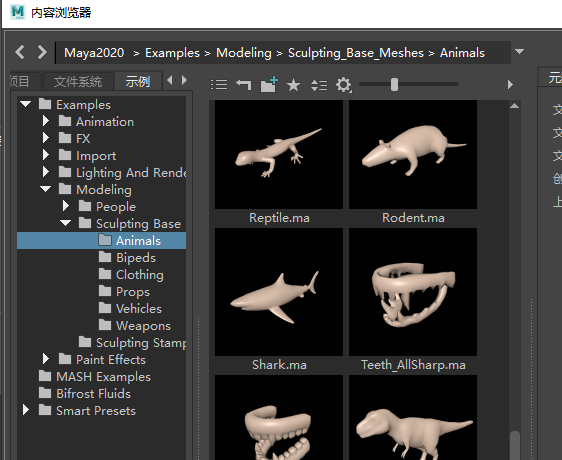 内容浏览器
Maya2020 > Examples > Modeling > Sculpting_Base_Meshes > Animals
项目 文件系统 示例
Examples
Animation
FX
Import
Lighting And Rende
Modeling
People
Sculpting Base
Animals
Bipeds
Clothing
Props
Vehicles
Weapons
Sculpting Stamp
Paint Effects
MASH Examples
Bifrost Fluids
Smart Presets
Reptile.ma
Rodent.ma
Shark.ma
Teeth_AllSharp.ma
元
文
文
文
创
上